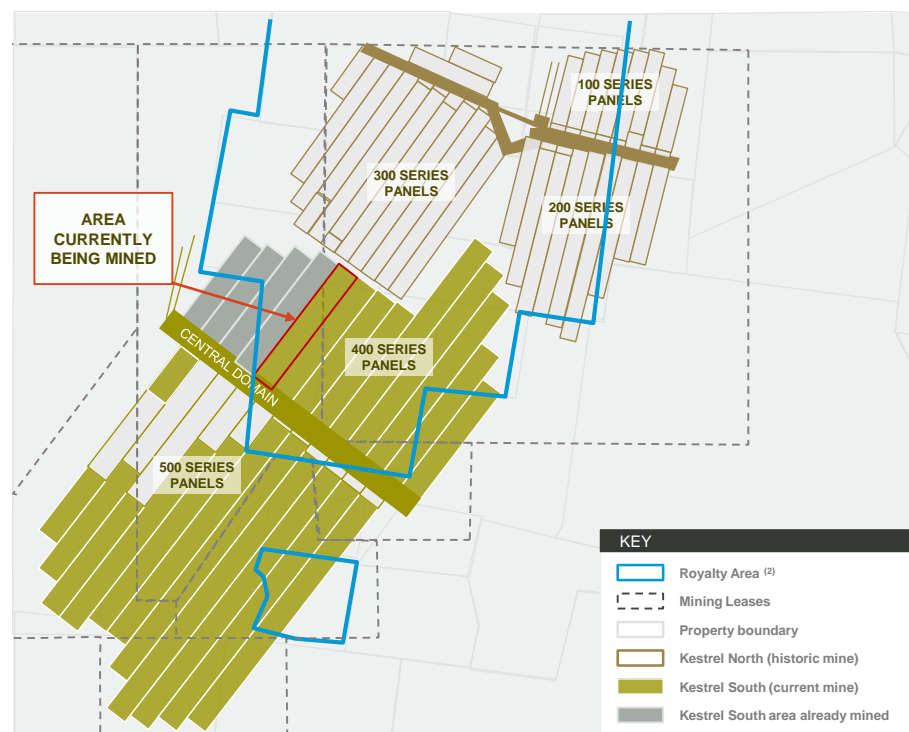 100 SERIES
PANELS
300 SERIES
PANELS
200 SERIES
PANELS
AREA
CURRENTLY
BEING MINED
400 SERIES
PANELS
CENTRAL DOMAIN
500 SERIES
PANELS
KEY
Royalty Area (2)
Mining Leases
Property boundary
Kestrel North (historic mine)
Kestrel South (current mine)
Kestrel South area already mined